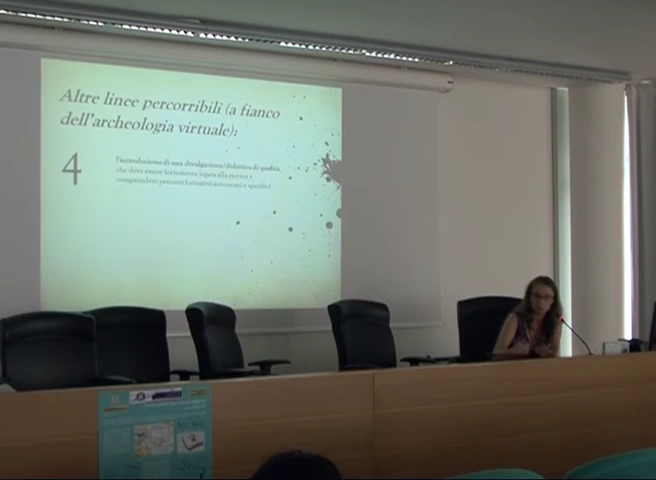 Altre linee percorribili (a fianco
dell'archeologia virtuale):
4
l'introduzione di una divulgazione/didattica di qualità,
che deve essere fortemente legata alla ricerca e
comprendere percorsi formativi autonomi e specifici